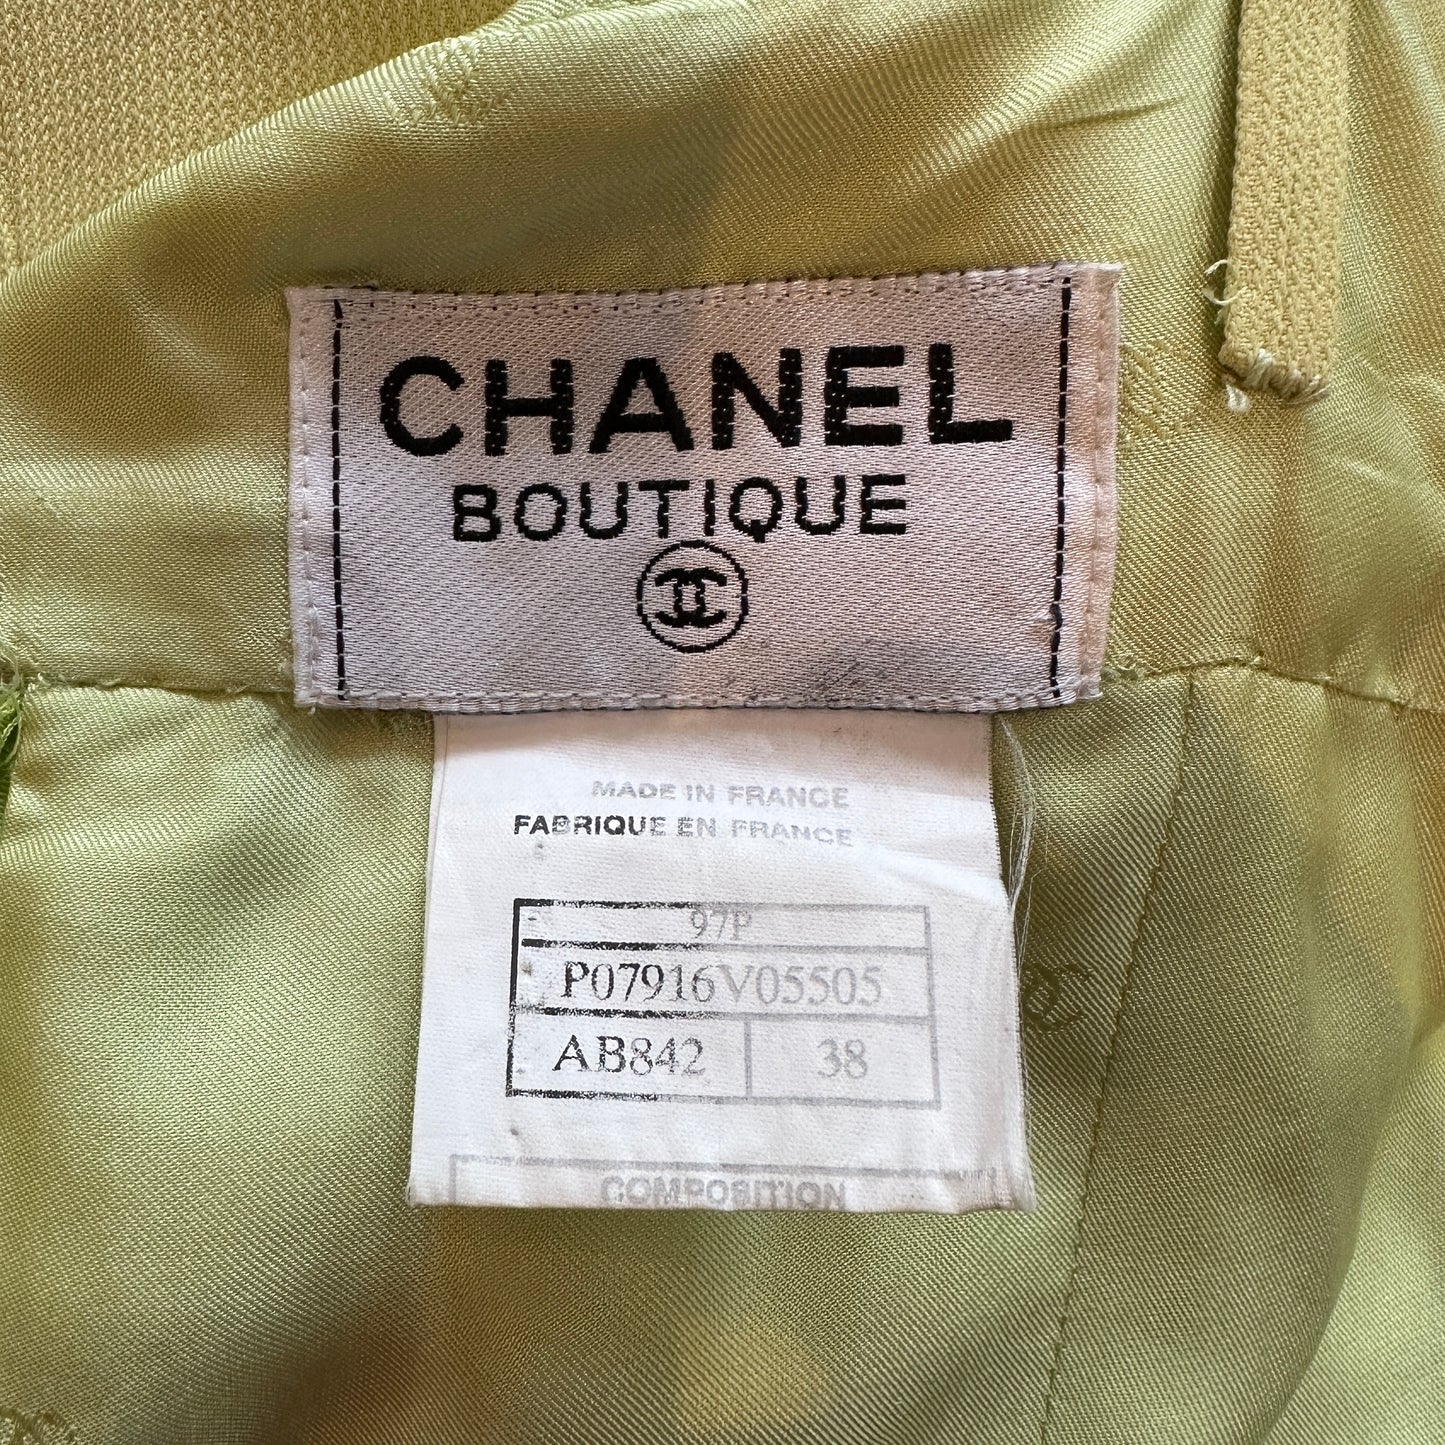 CHANEL
BOUTIQUE
MADE IN FRANCE
FABRIQUE EN FRANCE
97P
P07916V05505
AB842 38
COMPOSITION